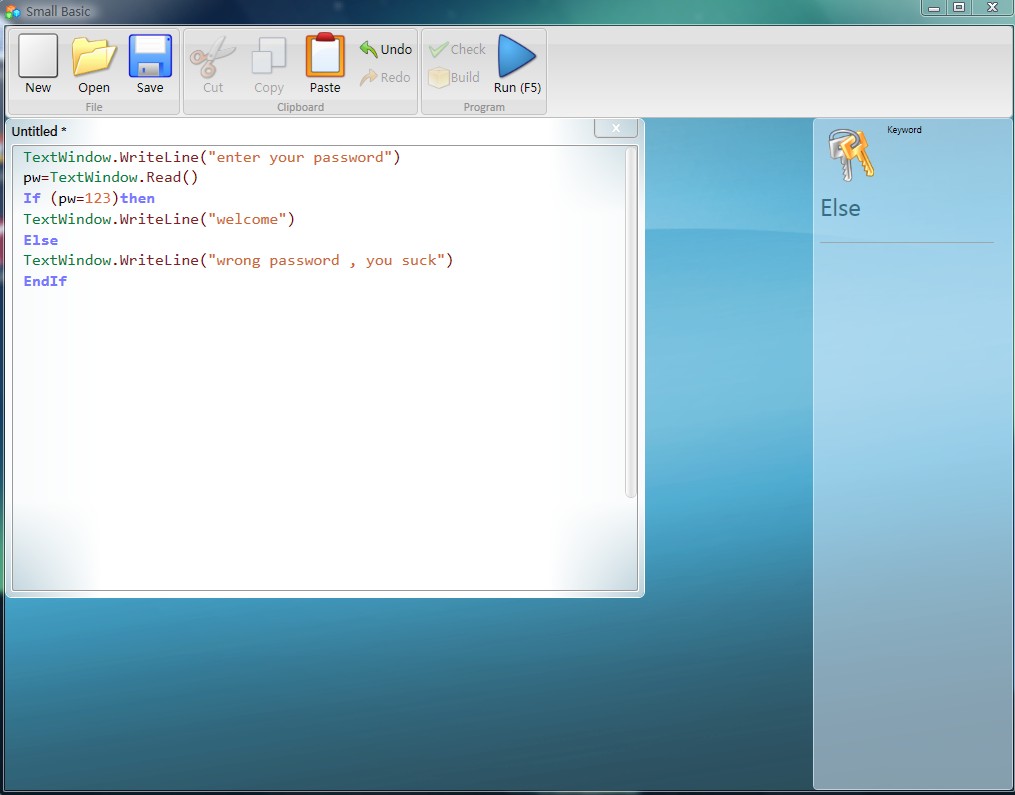 Small Basic
New
Open
Save
File
Cut
Copy
Paste
Undo
Redo
Clipboard
Check
Build
Run (F5)
Program
Untitled *
TextWindow.WriteLine("enter your password")
pw=TextWindow.Read()
If (pw=123)then
TextWindow.WriteLine("welcome")
Else
TextWindow.WriteLine("wrong password , you suck")
EndIf
Keyword
Else